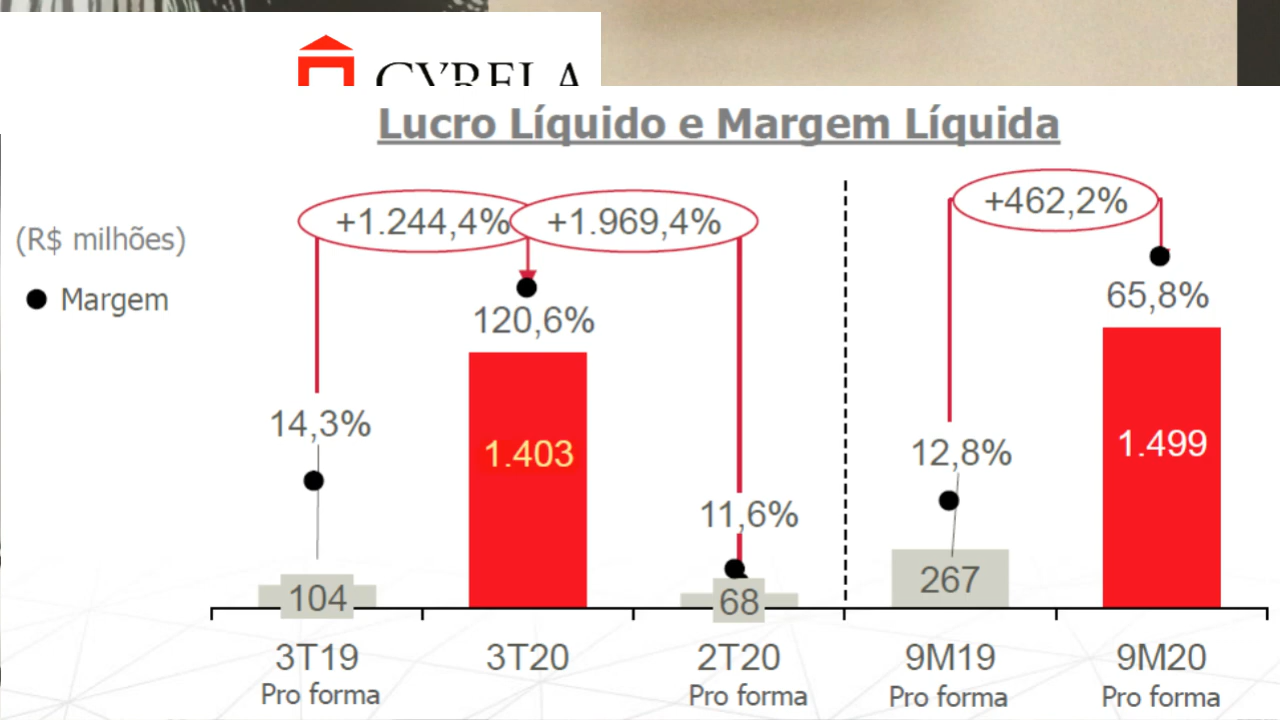 CYRELA
Lucro Líquido e Margem Líquida
+1.244,4% +1.969,4% +462,2%
(R$ milhões)
Margem
120,6% 65,8%
14,3% 1.403 12,8% 1.499
11,6%
104 68 267
3T19 3T20 2T20 9M19 9M20
Pro forma Pro forma Pro forma Pro forma